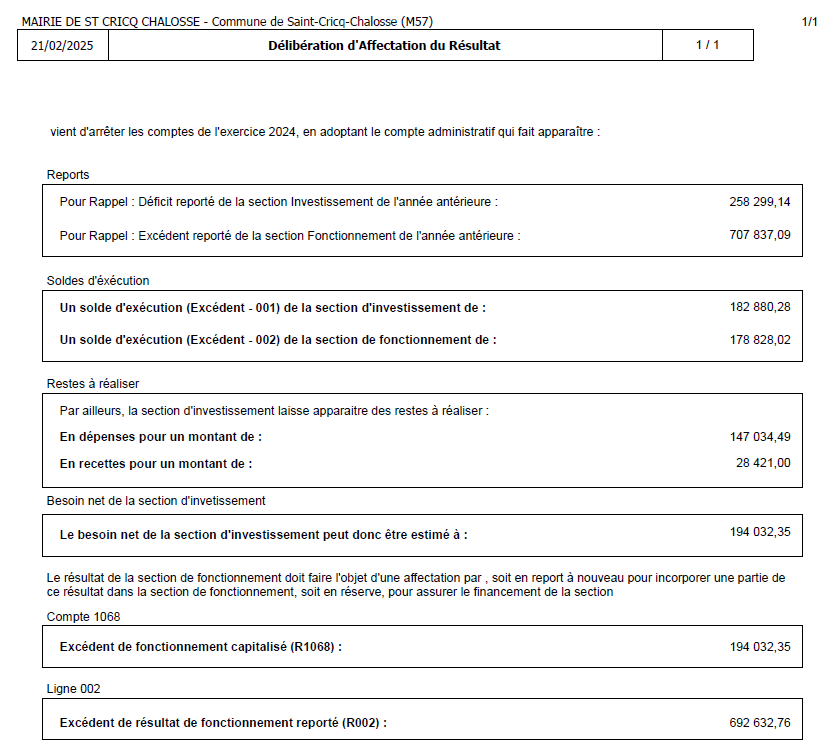 MAIRIE DE ST CRICQ CHALOSSE - Commune de Saint-Cricq-Chalosse (M57) 1/1
21/02/2025 Délibération d'Affectation du Résultat 1 / 1
vient d'arrêter les comptes de l'exercice 2024, en adoptant le compte administratif qui fait apparaître :
Reports
Pour Rappel : Déficit reporté de la section Investissement de l'année antérieure : 258 299,14
Pour Rappel : Excédent reporté de la section Fonctionnement de l'année antérieure : 707 837,09
Soldes d'éxécution
Un solde d'exécution (Excédent - 001) de la section d'investissement de : 182 880,28
Un solde d'exécution (Excédent - 002) de la section de fonctionnement de : 178 828,02
Restes à réaliser
Par ailleurs, la section d'investissement laisse apparaitre des restes à réaliser :
En dépenses pour un montant de : 147 034,49
En recettes pour un montant de : 28 421,00
Besoin net de la section d'invetissement
Le besoin net de la section d'investissement peut donc être estimé à : 194 032,35
Le résultat de la section de fonctionnement doit faire l'objet d'une affectation par , soit en report à nouveau pour incorporer une partie de
ce résultat dans la section de fonctionnement, soit en réserve, pour assurer le financement de la section
Compte 1068
Excédent de fonctionnement capitalisé (R1068) : 194 032,35
Ligne 002
Excédent de résultat de fonctionnement reporté (R002) : 692 632,76